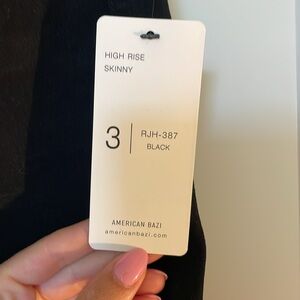 HIGH RISE
SKINNY
3
RJH-387
BLACK
AMERICAN BAZI
americanbazi.com